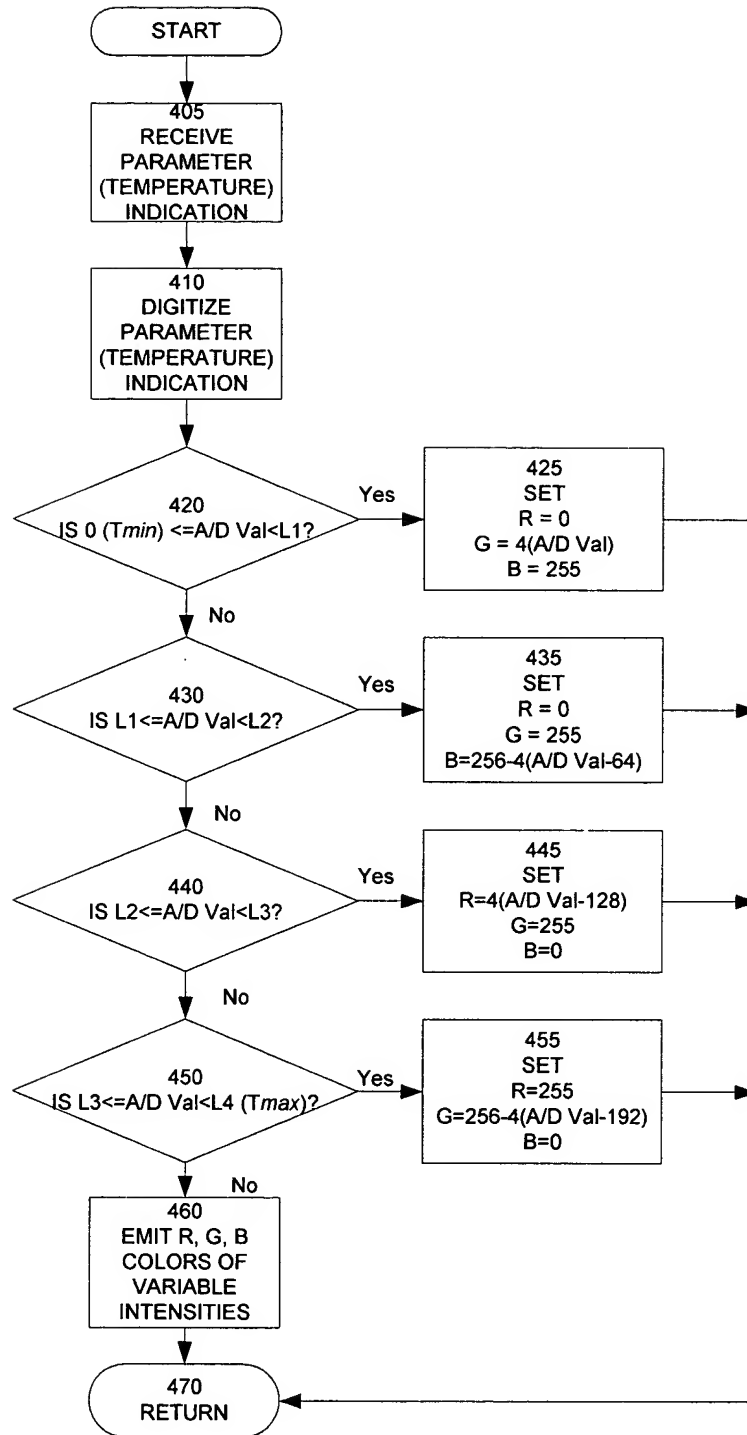 START
405
RECEIVE
PARAMETER
(TEMPERATURE)
INDICATION
410
DIGITIZE
PARAMETER
(TEMPERATURE)
INDICATION
420
IS 0 (Tmin) <=A/D Val<L1?
Yes
425
SET
R = 0
G = 4(A/D Val)
B = 255
No
430
IS L1<=A/D Val<L2?
Yes
435
SET
R = 0
G = 255
B=256-4(A/D Val-64)
No
440
IS L2<=A/D Val<L3?
Yes
445
SET
R=4(A/D Val-128)
G=255
B=0
No
450
IS L3<=A/D Val<L4 (Tmax)?
Yes
455
SET
R=255
G=256-4(A/D Val-192)
B=0
No
460
EMIT R, G, B
COLORS OF
VARIABLE
INTENSITIES
470
RETURN